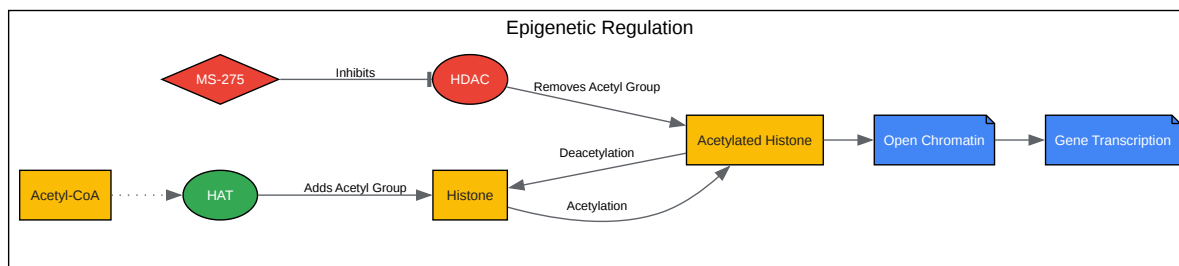 Epigenetic Regulation
MS-275
Inhibits
HDAC
Removes Acetyl Group
Acetylated Histone
Open Chromatin
Gene Transcription
Deacetylation
Acetyl-CoA
HAT
Adds Acetyl Group
Histone
Acetylation